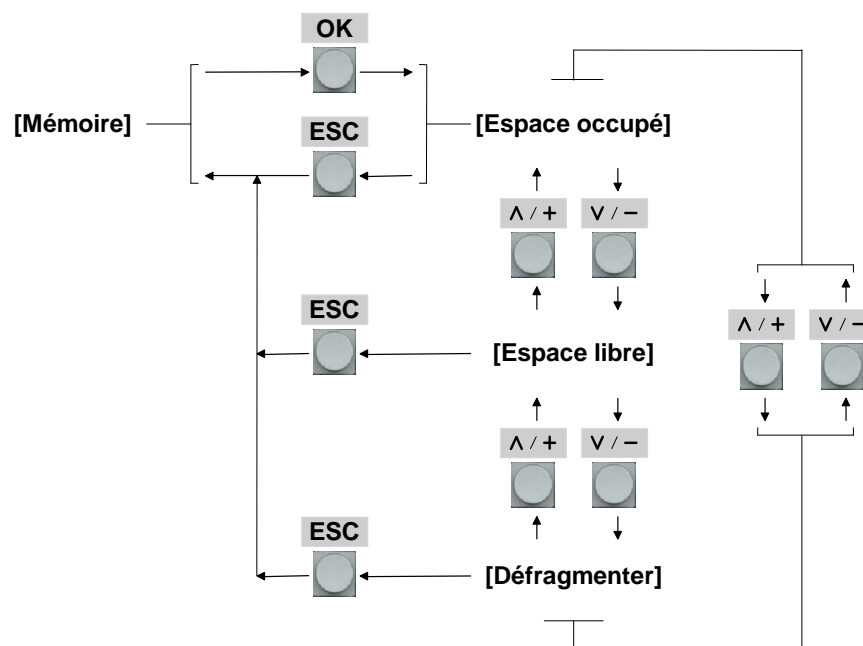 OK
[Mémoire]
[Espace occupé]
ESC
Λ / +
V / −
ESC
[Espace libre]
Λ / +
V / −
Λ / +
V / −
ESC
[Défragmenter]